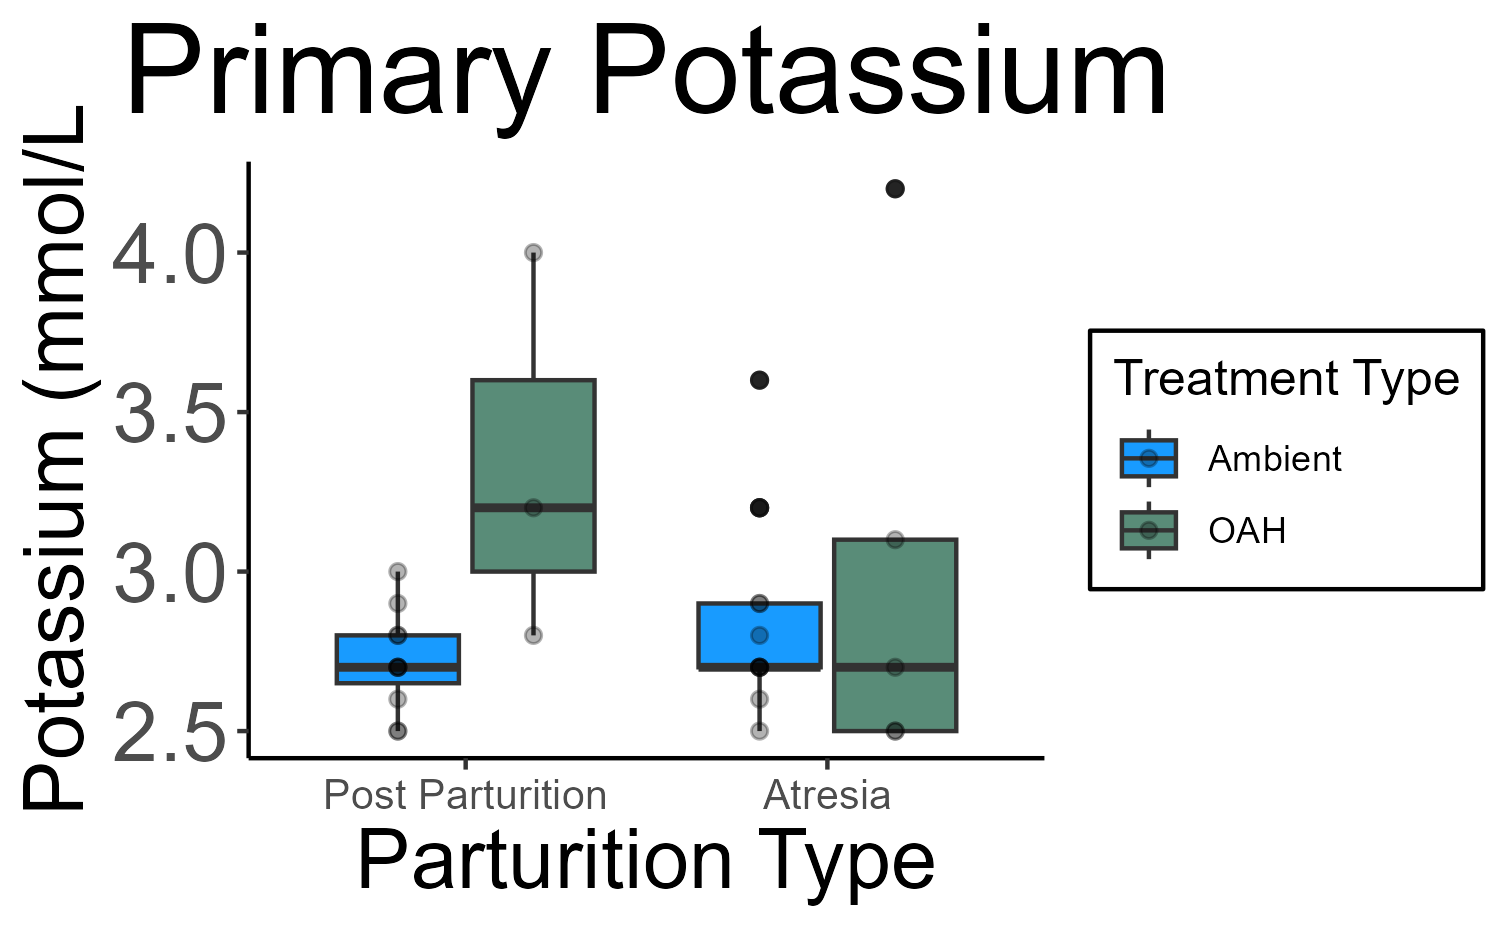 Primary Potassium
Potassium (mmol/L
4.0
3.5
3.0
2.5
Post Parturition
Atresia
Parturition Type
Treatment Type
Ambient
OAH